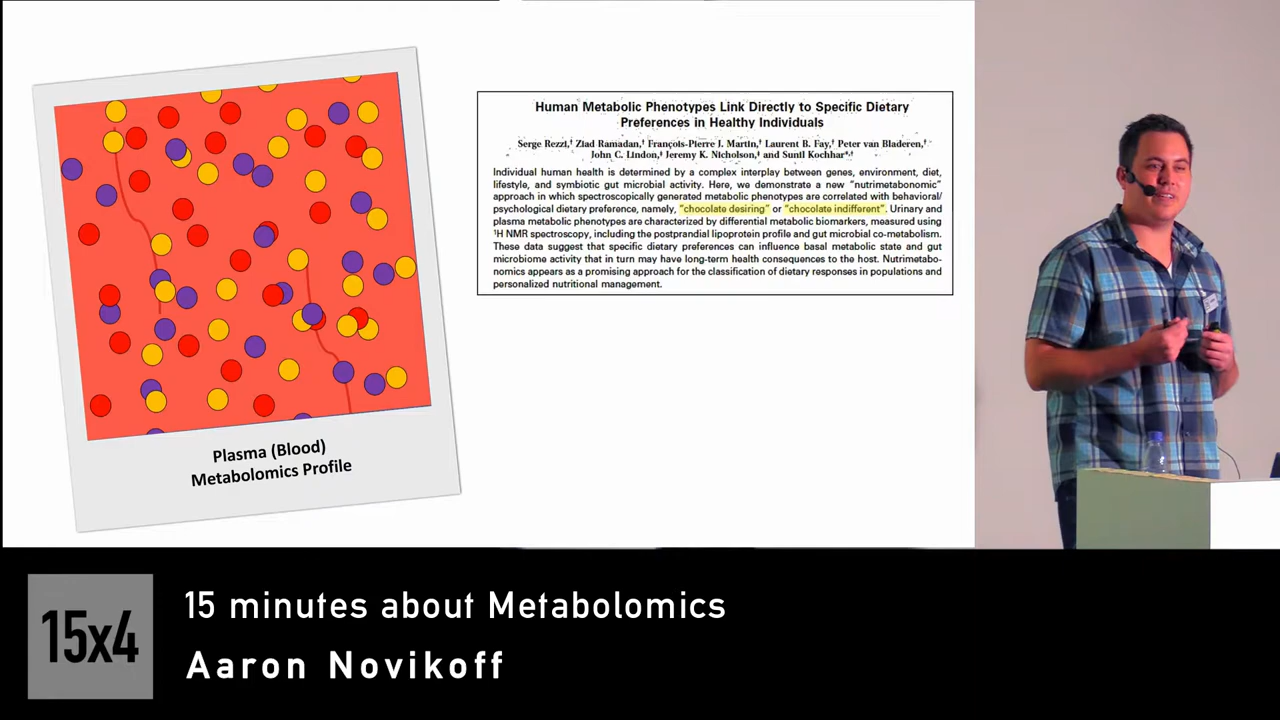 Human Metabolic Phenotypes Link Directly to Specific Dietary
Preferences in Healthy Individuals
Serge Rezzi,† Ziad Ramadan,† François-Pierre J. Martin,† Laurent B. Fay,† Peter van Bladeren,†
John C. Lindon,‡ Jeremy K. Nicholson,‡ and Sunil Kochhar*,†
Individual human health is determined by a complex interplay between genes, environment, diet,
lifestyle, and symbiotic gut microbial activity. Here, we demonstrate a new “nutrimetabonomic”
approach in which spectroscopically generated metabolic phenotypes are correlated with behavioral/
psychological dietary preference, namely, “chocolate desiring” or “chocolate indifferent”. Urinary and
plasma metabolic phenotypes are characterized by differential metabolic biomarkers, measured using
¹H NMR spectroscopy, including the postprandial lipoprotein profile and gut microbial co-metabolism.
These data suggest that specific dietary preferences can influence basal metabolic state and gut
microbiome activity that in turn may have long-term health consequences to the host. Nutrimetabo-
nomics appears as a promising approach for the classification of dietary responses in populations and
personalized nutritional management.
Plasma (Blood)
Metabolomics Profile
15x4
15 minutes about Metabolomics
Aaron Novikoff